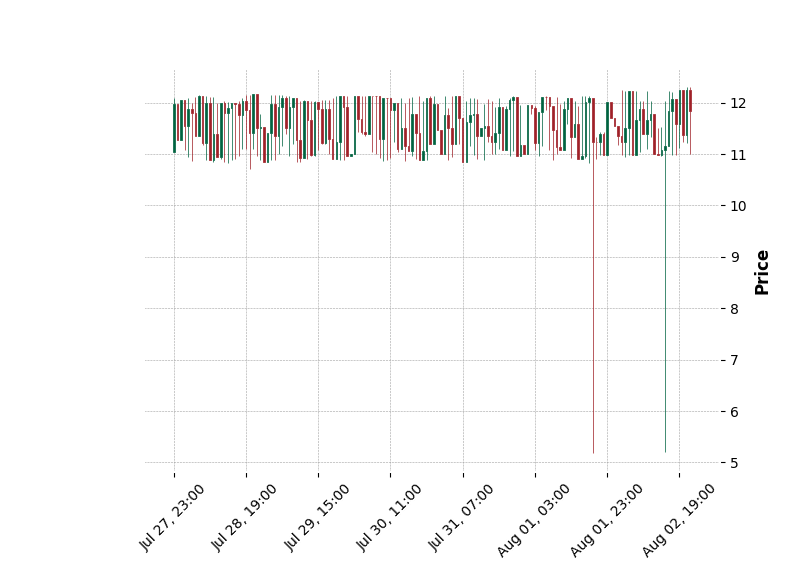 12
11
10
9
8
7
6
5
Price
Jul 27, 23:00
Jul 28, 19:00
Jul 29, 15:00
Jul 30, 11:00
Jul 31, 07:00
Aug 01, 03:00
Aug 01, 23:00
Aug 02, 19:00